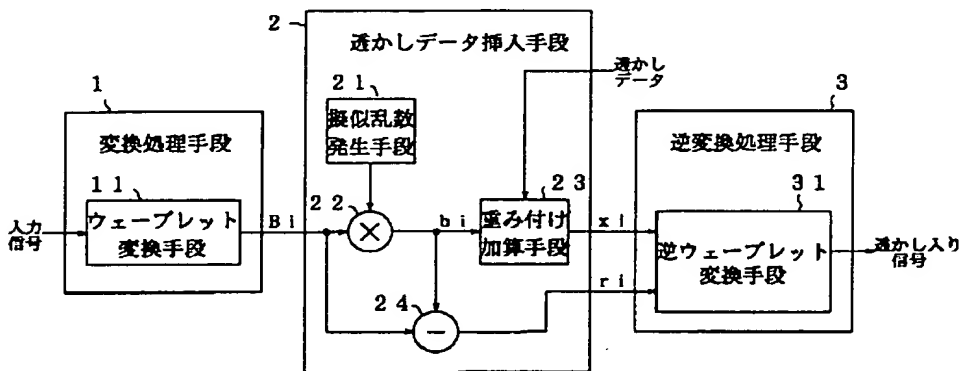 2
透かしデータ挿入手段
透かし
データ
1
変換処理手段
11
ウェーブレット
変換手段
入力
信号
Bi
21
擬似乱数
発生手段
22
×
bi
23
重み付け
加算手段
xi
24
−
ri
3
逆変換処理手段
31
逆ウェーブレット
変換手段
透かし入り
信号